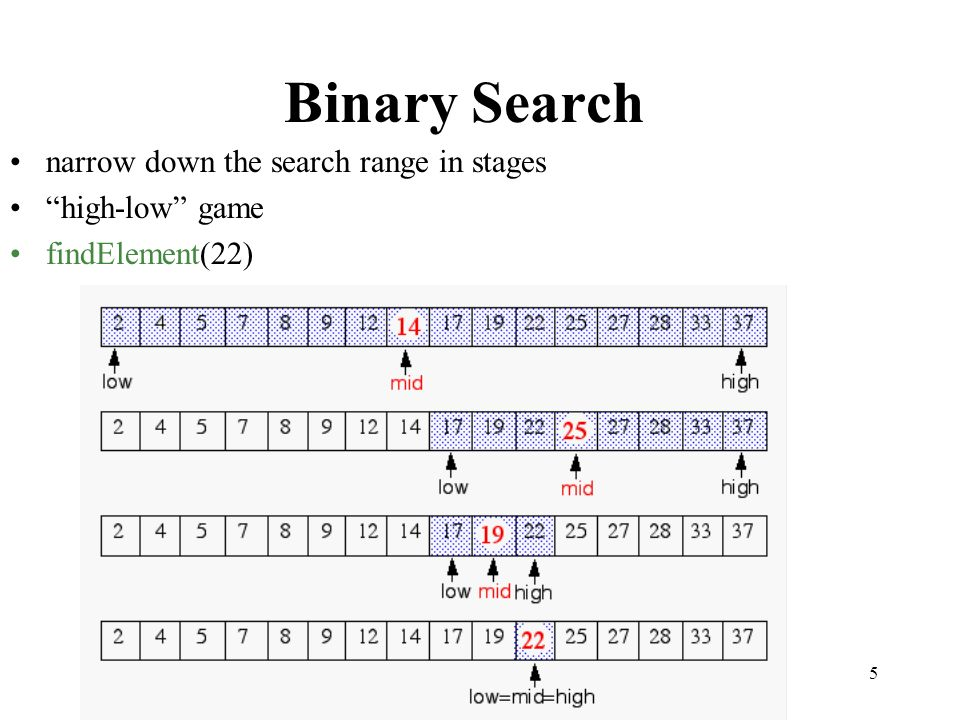 Binary Search
• narrow down the search range in stages
• “high-low” game
• findElement(22)
2 4 5 7 8 9 12 14 17 19 22 25 27 28 33 37
low mid high
2 4 5 7 8 9 12 14 17 19 22 25 27 28 33 37
low mid high
2 4 5 7 8 9 12 14 17 19 22 25 27 28 33 37
low mid high
2 4 5 7 8 9 12 14 17 19 22 25 27 28 33 37
low=mid=high
5